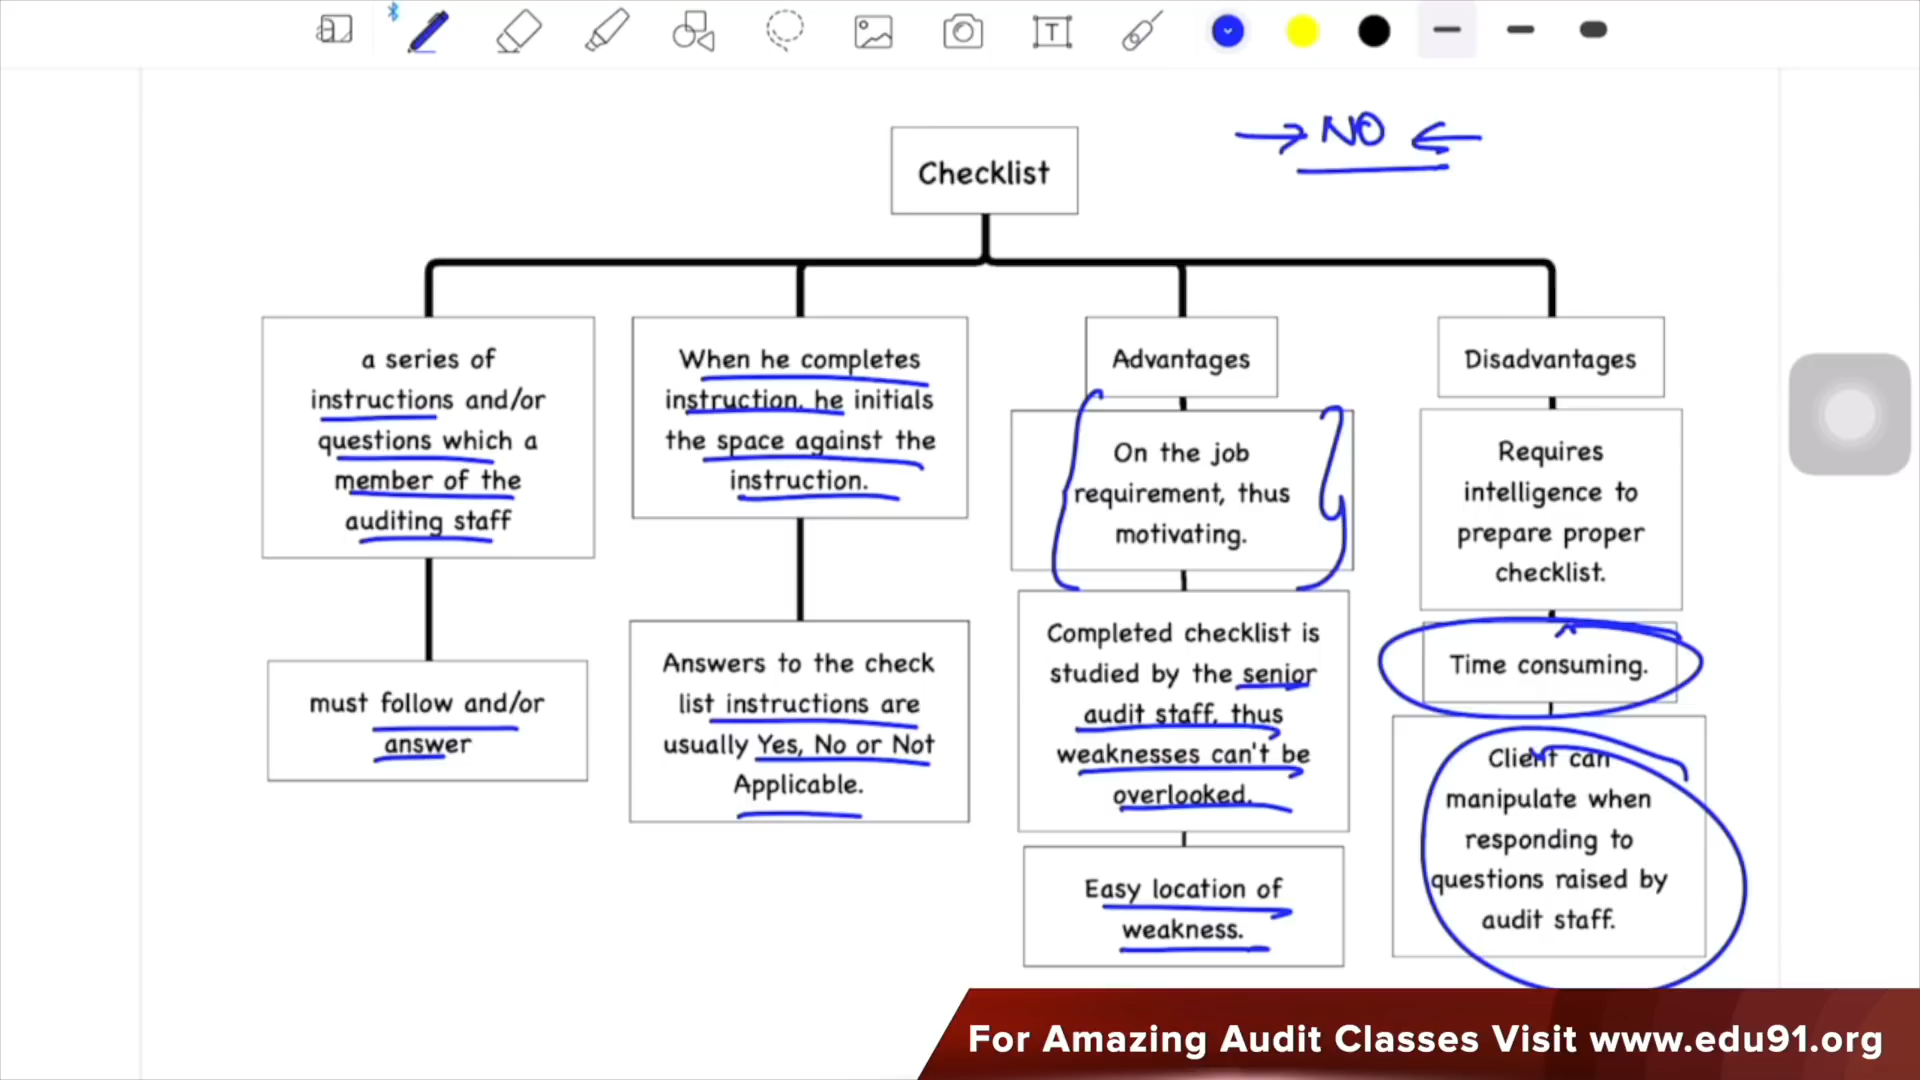 T
NO
Checklist
a series of
instructions and/or
questions which a
member of the
auditing staff
must follow and/or
answer
When he completes
instruction, he initials
the space against the
instruction.
Answers to the check
list instructions are
usually Yes, No or Not
Applicable.
Advantages
On the job
requirement, thus
motivating.
Completed checklist is
studied by the senior
audit staff, thus
weaknesses can't be
overlooked.
Easy location of
weakness.
Disadvantages
Requires
intelligence to
prepare proper
checklist.
Time consuming.
Client can
manipulate when
responding to
questions raised by
audit staff.
For Amazing Audit Classes Visit www.edu91.org